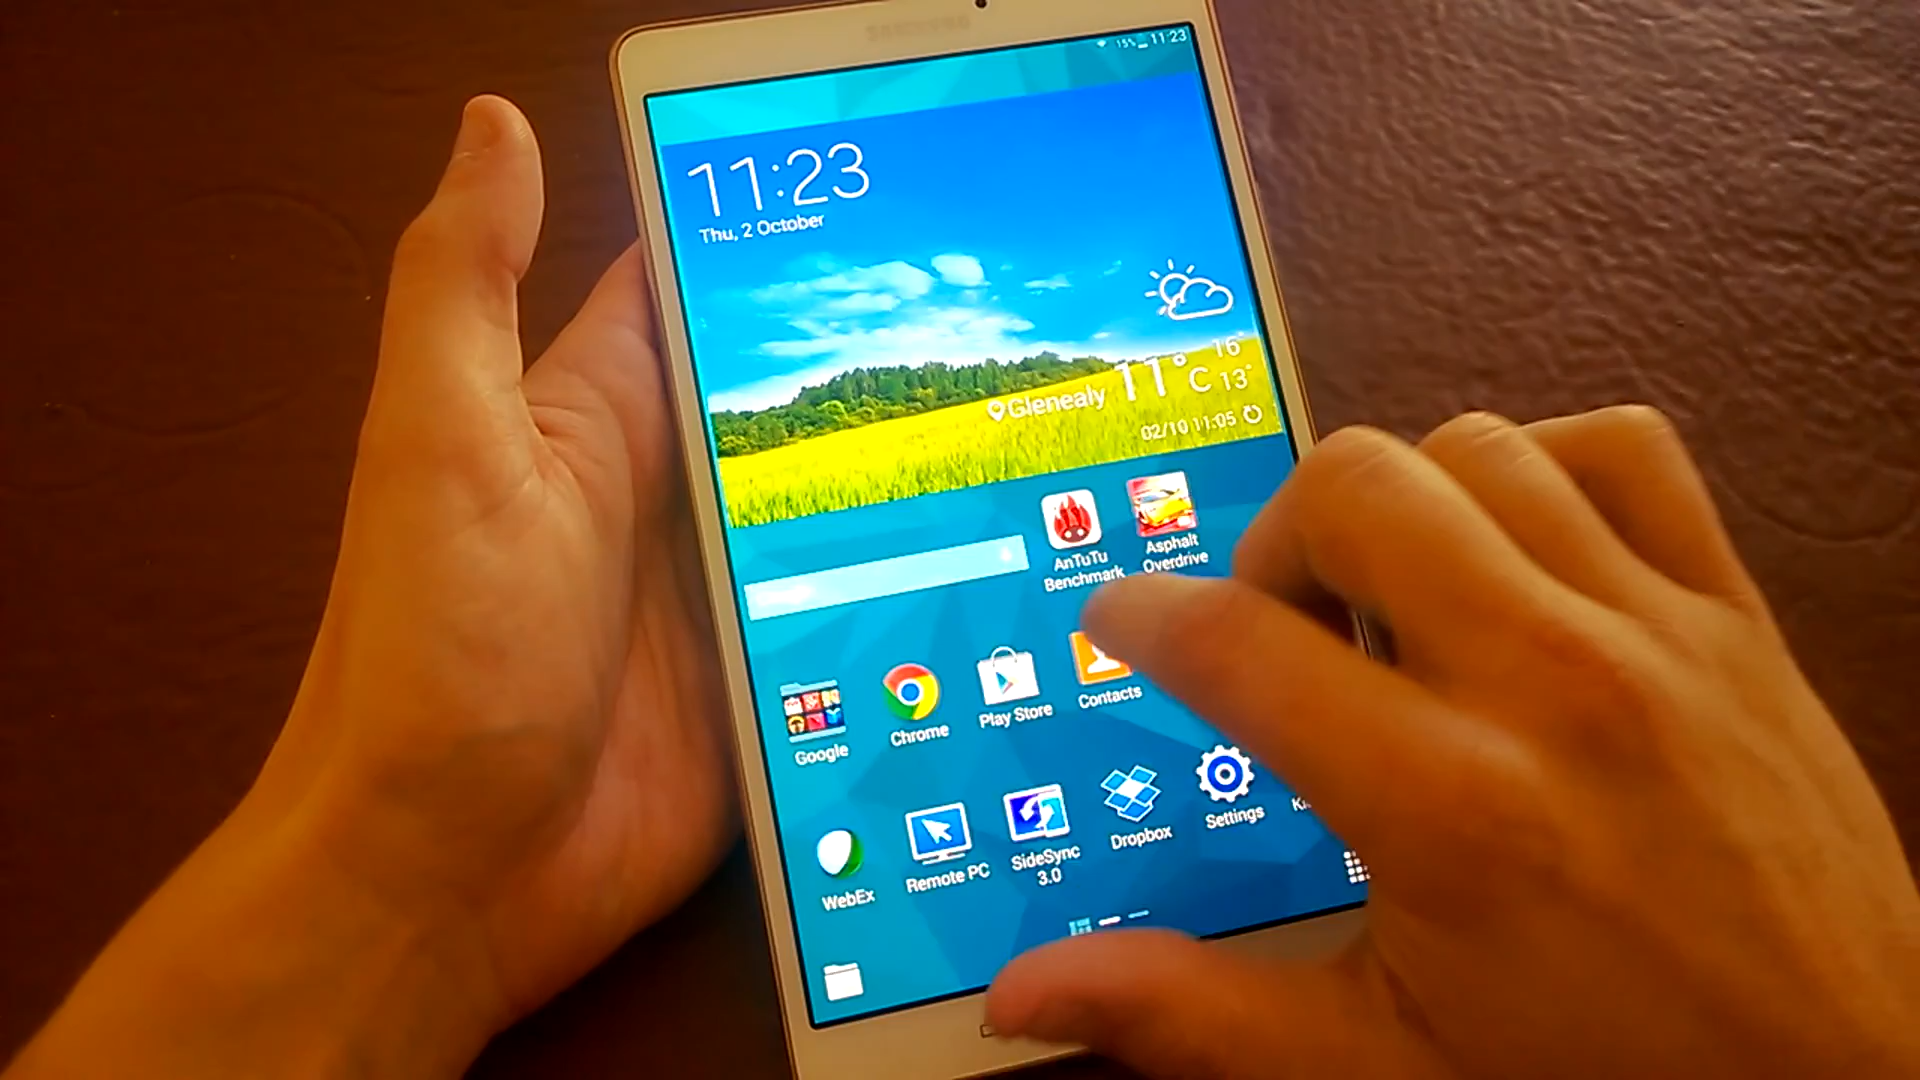 SAMSUNG
15% 11:23
11:23
Thu, 2 October
16°
Glenealy 11°C 13°
02/10 11:05
AnTuTu
Benchmark
Asphalt
Overdrive
Google
Chrome
Play Store
Contacts
WebEx
Remote PC
SideSync
3.0
Dropbox
Settings